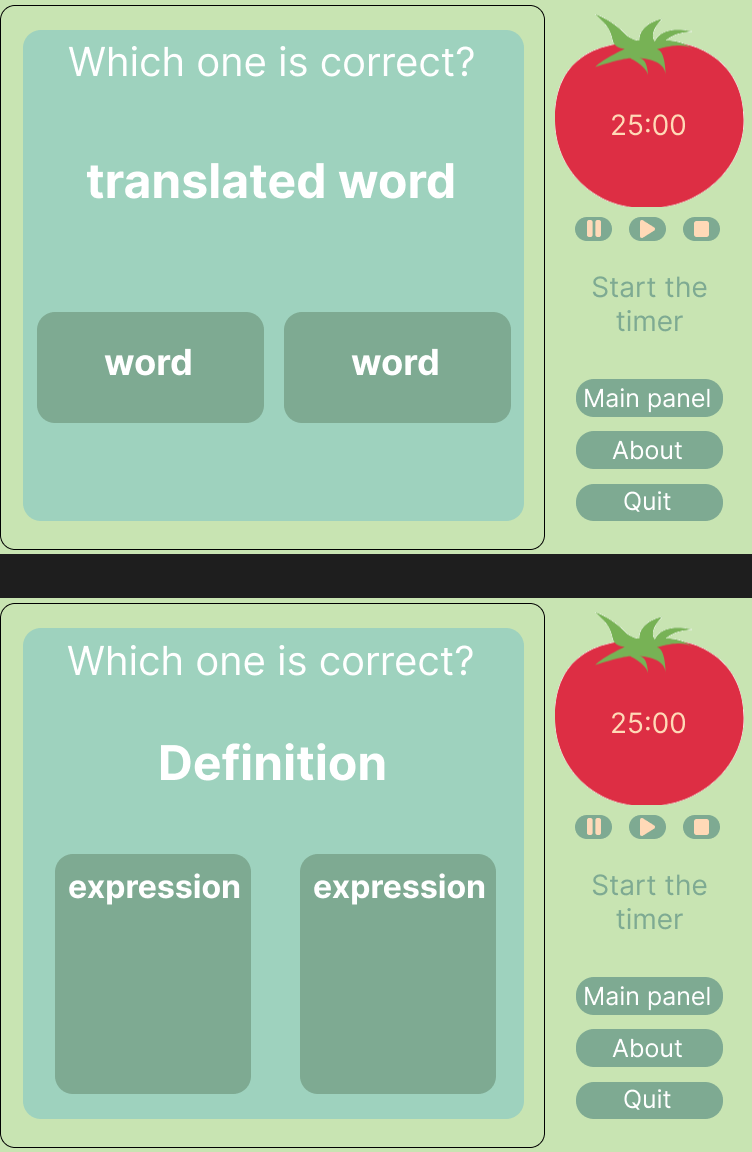 Which one is correct?
translated word
word
word
25:00
Start the
timer
Main panel
About
Quit
Which one is correct?
Definition
expression
expression
25:00
Start the
timer
Main panel
About
Quit